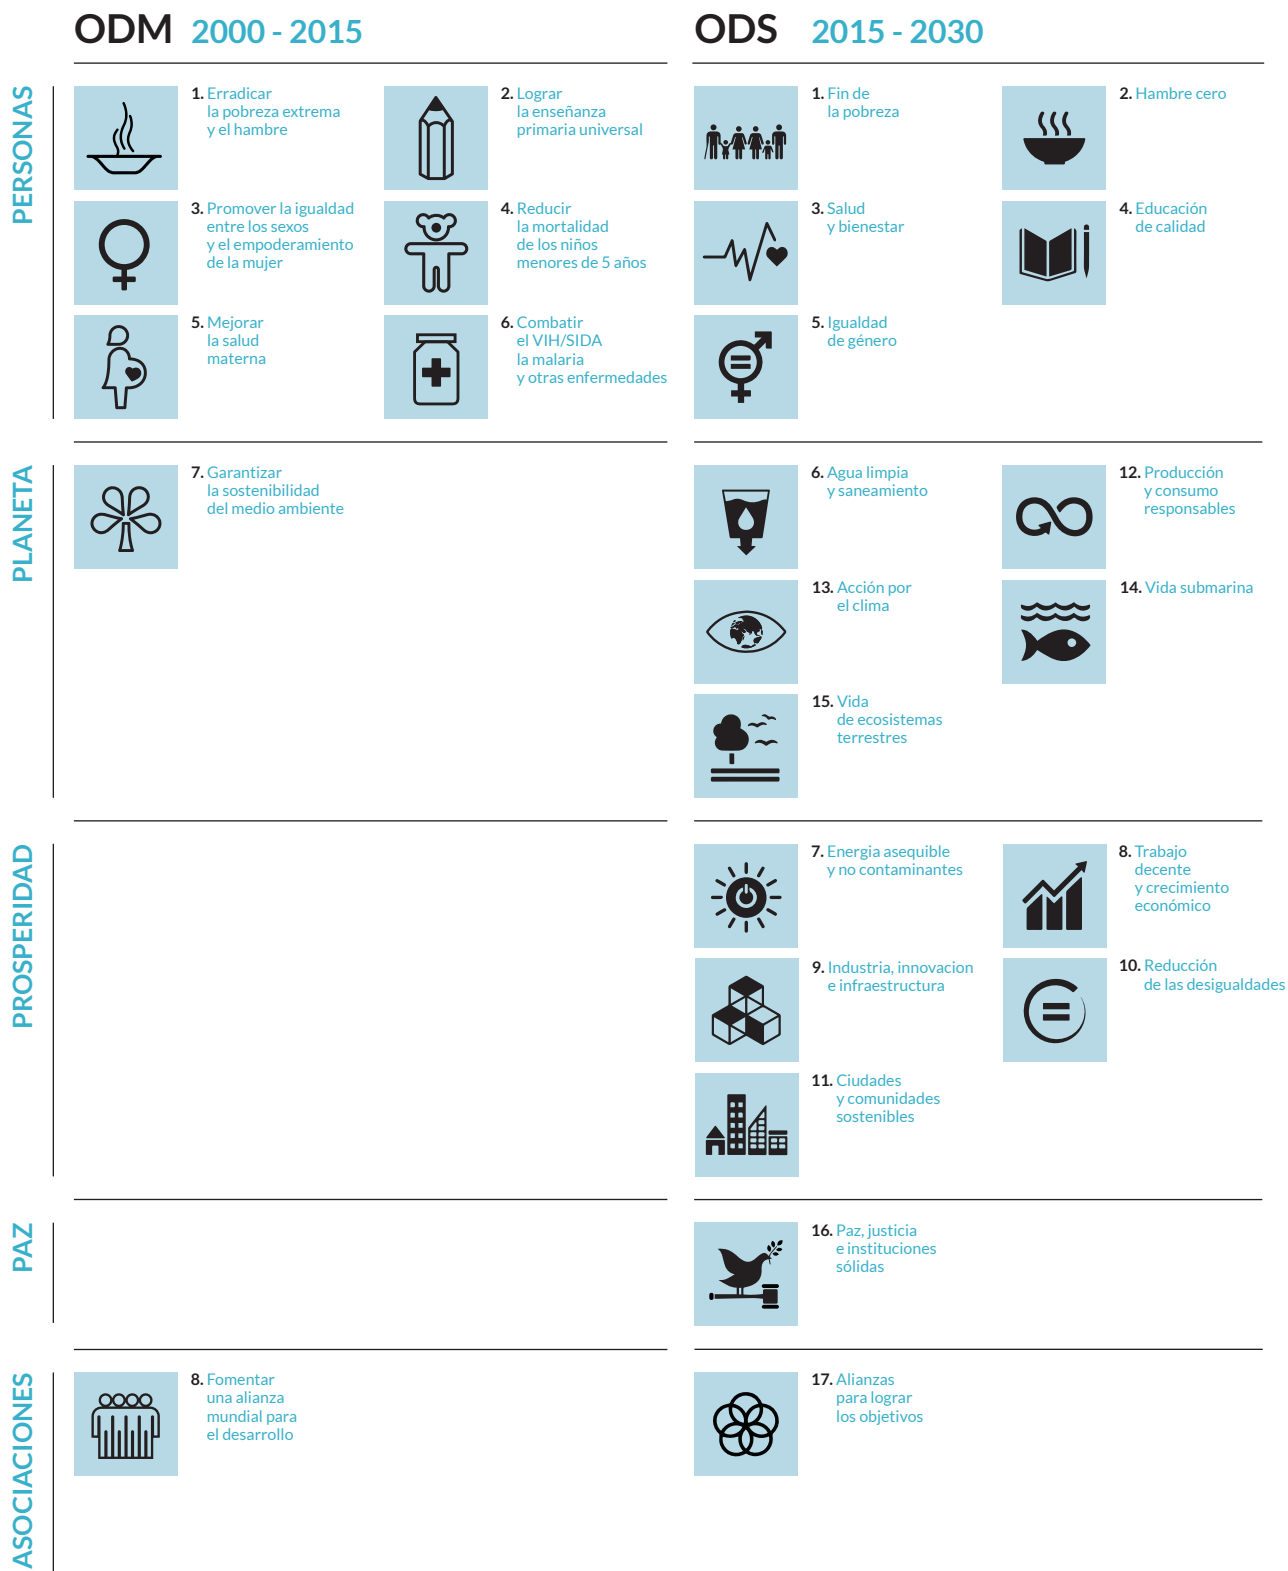 ODM 2000 - 2015
ODS 2015 - 2030
PERSONAS
1. Erradicar
la pobreza extrema
y el hambre
2. Lograr
la enseñanza
primaria universal
3. Promover la igualdad
entre los sexos
y el empoderamiento
de la mujer
4. Reducir
la mortalidad
de los niños
menores de 5 años
5. Mejorar
la salud
materna
6. Combatir
el VIH/SIDA
la malaria
y otras enfermedades
1. Fin de
la pobreza
2. Hambre cero
3. Salud
y bienestar
4. Educación
de calidad
5. Igualdad
de género
PLANETA
7. Garantizar
la sostenibilidad
del medio ambiente
6. Agua limpia
y saneamiento
12. Producción
y consumo
responsables
13. Acción por
el clima
14. Vida submarina
15. Vida
de ecosistemas
terrestres
PROSPERIDAD
7. Energia asequible
y no contaminantes
8. Trabajo
decente
y crecimiento
económico
9. Industria, innovacion
e infraestructura
10. Reducción
de las desigualdades
11. Ciudades
y comunidades
sostenibles
PAZ
16. Paz, justicia
e instituciones
sólidas
ASOCIACIONES
8. Fomentar
una alianza
mundial para
el desarrollo
17. Alianzas
para lograr
los objetivos